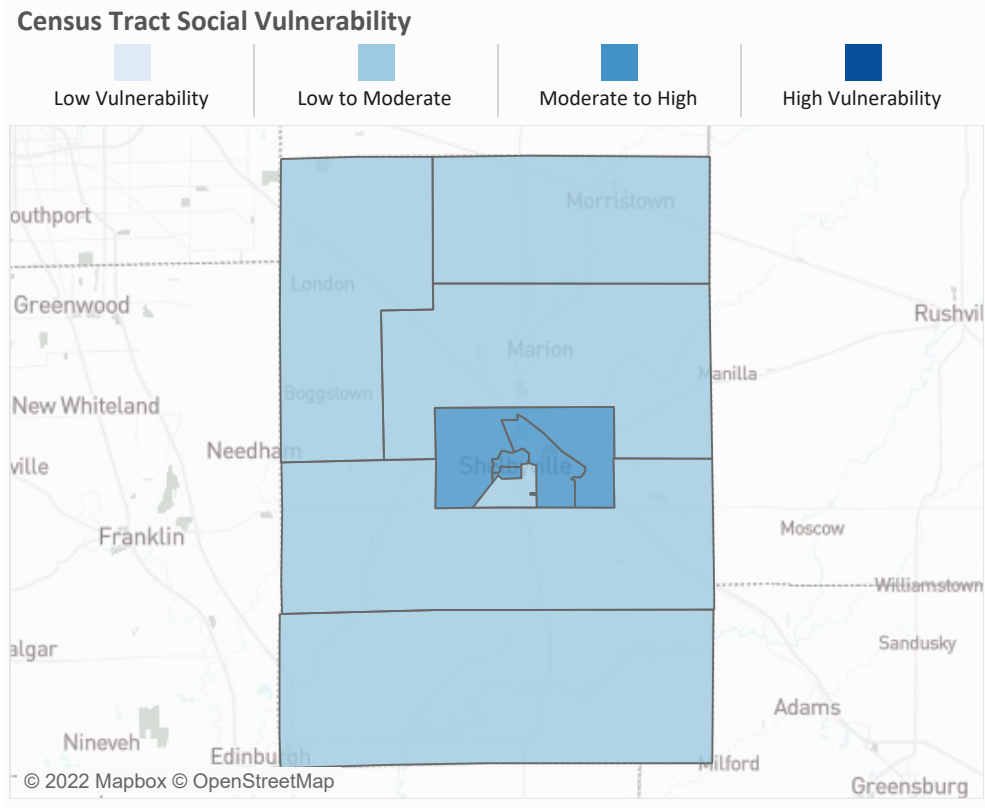 Census Tract Social Vulnerability
Low Vulnerability
Low to Moderate
Moderate to High
High Vulnerability
Morristown
outhport
London
Greenwood
Rushvil
Marion
Manilla
Boggstown
New Whiteland
Needham
ville
Shelbyville
Moscow
Franklin
Williamstown
Sandusky
algar
Adams
Nineveh
Edinburgh
Milford
© 2022 Mapbox © OpenStreetMap
Greensburg